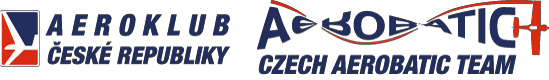 AEROKLUB
ČESKÉ REPUBLIKY
AEROBATIC
CZECH AEROBATIC TEAM